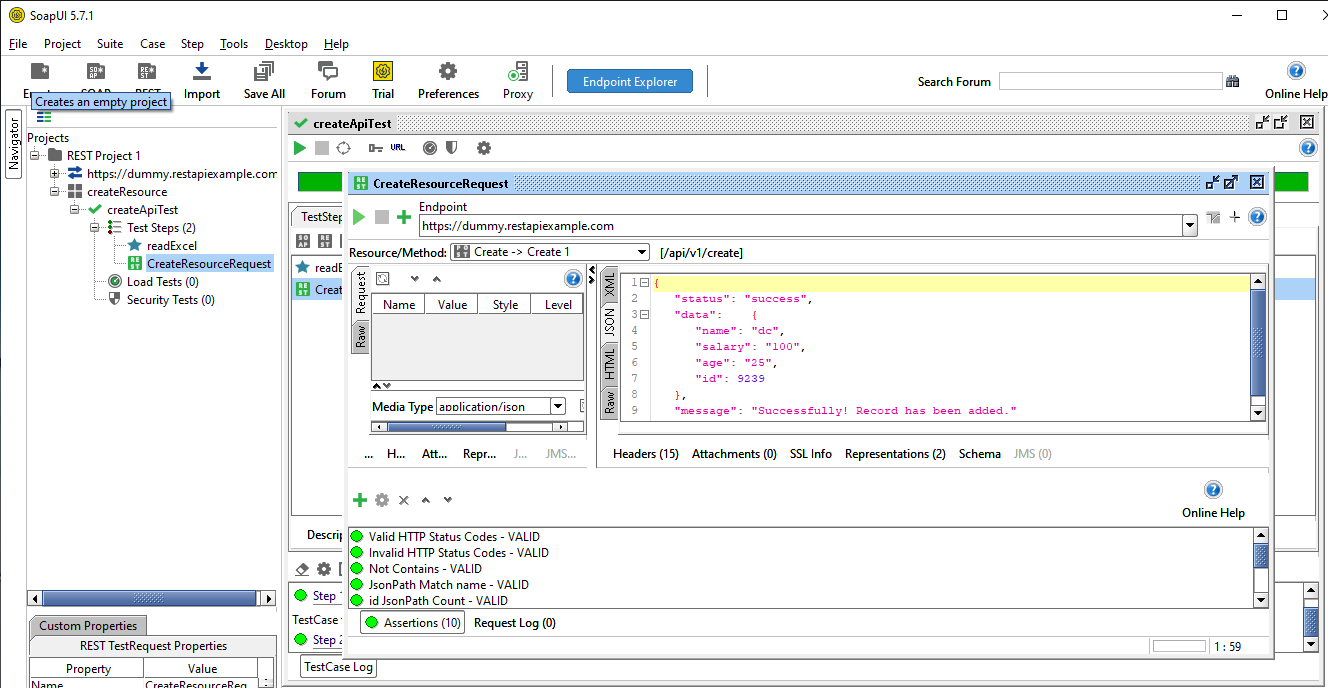 SoapUI 5.7.1
File Project Suite Case Step Tools Desktop Help
Import Save All Forum Trial Preferences Proxy Endpoint Explorer Search Forum Online Help
Creates an empty project
Navigator
Projects
REST Project 1
https://dummy.restapiexample.com
createResource
createApiTest
Test Steps (2)
readExcel
CreateResourceRequest
Load Tests (0)
Security Tests (0)
Custom Properties
REST TestRequest Properties
Property Value
Name CreateResourceReq
createApiTest
URL
TestStep
readE
Creat
Descrip
Step 1
TestCase
Step 2
TestCase Log
CreateResourceRequest
Endpoint
https://dummy.restapiexample.com
Resource/Method: Create -> Create 1 [/api/v1/create]
Request
Raw
Name Value Style Level
Media Type application/json
... H... Att... Repr... J... JMS...
XML
JSON
HTML
Raw
1 {
2 "status": "success",
3 "data": {
4 "name": "dc",
5 "salary": "100",
6 "age": "25",
7 "id": 9239
8 },
9 "message": "Successfully! Record has been added."
Headers (15) Attachments (0) SSL Info Representations (2) Schema JMS (0)
Online Help
Valid HTTP Status Codes - VALID
Invalid HTTP Status Codes - VALID
Not Contains - VALID
JsonPath Match name - VALID
id JsonPath Count - VALID
Assertions (10) Request Log (0)
1 : 59